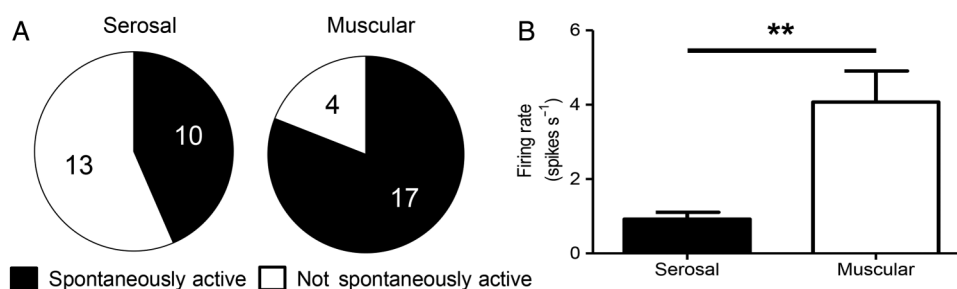 A
Serosal
Muscular
10
13
4
17
Spontaneously active
Not spontaneously active
B
Firing rate
(spikes s⁻¹)
6
4
2
0
**
Serosal
Muscular